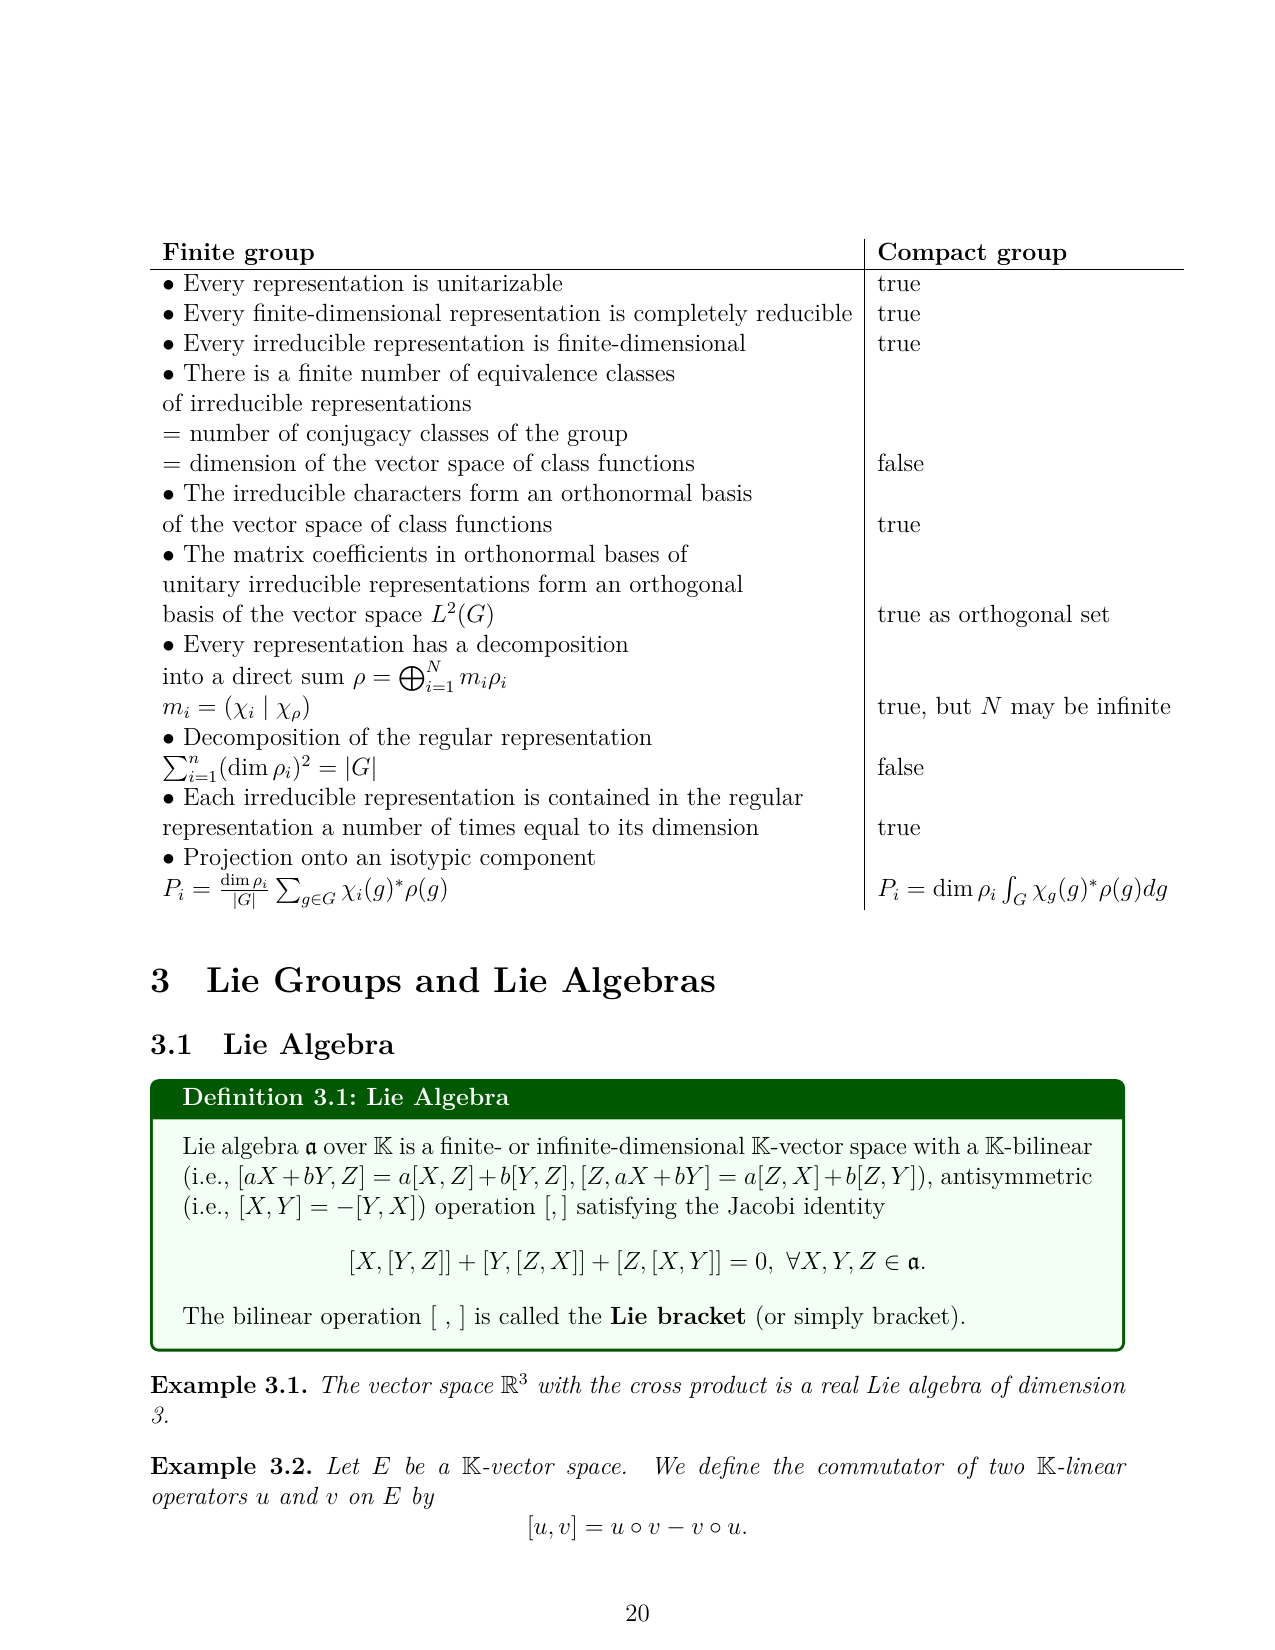 Finite group | Compact group
• Every representation is unitarizable | true
• Every finite-dimensional representation is completely reducible | true
• Every irreducible representation is finite-dimensional | true
• There is a finite number of equivalence classes
of irreducible representations
= number of conjugacy classes of the group
= dimension of the vector space of class functions | false
• The irreducible characters form an orthonormal basis
of the vector space of class functions | true
• The matrix coefficients in orthonormal bases of
unitary irreducible representations form an orthogonal
basis of the vector space $L^2(G)$ | true as orthogonal set
• Every representation has a decomposition
into a direct sum $\rho = \bigoplus_{i=1}^{N} m_i \rho_i$
$m_i = (\chi_i \mid \chi_\rho)$ | true, but $N$ may be infinite
• Decomposition of the regular representation
$\sum_{i=1}^{n} (\dim \rho_i)^2 = |G|$ | false
• Each irreducible representation is contained in the regular
representation a number of times equal to its dimension | true
• Projection onto an isotypic component
$P_i = \frac{\dim \rho_i}{|G|} \sum_{g \in G} \chi_i(g)^* \rho(g)$ | $P_i = \dim \rho_i \int_G \chi_g(g)^* \rho(g) dg$
3 Lie Groups and Lie Algebras
3.1 Lie Algebra
Definition 3.1: Lie Algebra
Lie algebra $\mathfrak{a}$ over $\mathbb{K}$ is a finite- or infinite-dimensional $\mathbb{K}$-vector space with a $\mathbb{K}$-bilinear
(i.e., $[aX + bY, Z] = a[X, Z] + b[Y, Z], [Z, aX + bY] = a[Z, X] + b[Z, Y]$), antisymmetric
(i.e., $[X, Y] = -[Y, X]$) operation $[,]$ satisfying the Jacobi identity
$[X, [Y, Z]] + [Y, [Z, X]] + [Z, [X, Y]] = 0, \ \forall X, Y, Z \in \mathfrak{a}.$
The bilinear operation [ , ] is called the Lie bracket (or simply bracket).
Example 3.1. The vector space $\mathbb{R}^3$ with the cross product is a real Lie algebra of dimension
3.
Example 3.2. Let $E$ be a $\mathbb{K}$-vector space. We define the commutator of two $\mathbb{K}$-linear
operators $u$ and $v$ on $E$ by
$[u, v] = u \circ v - v \circ u.$
20